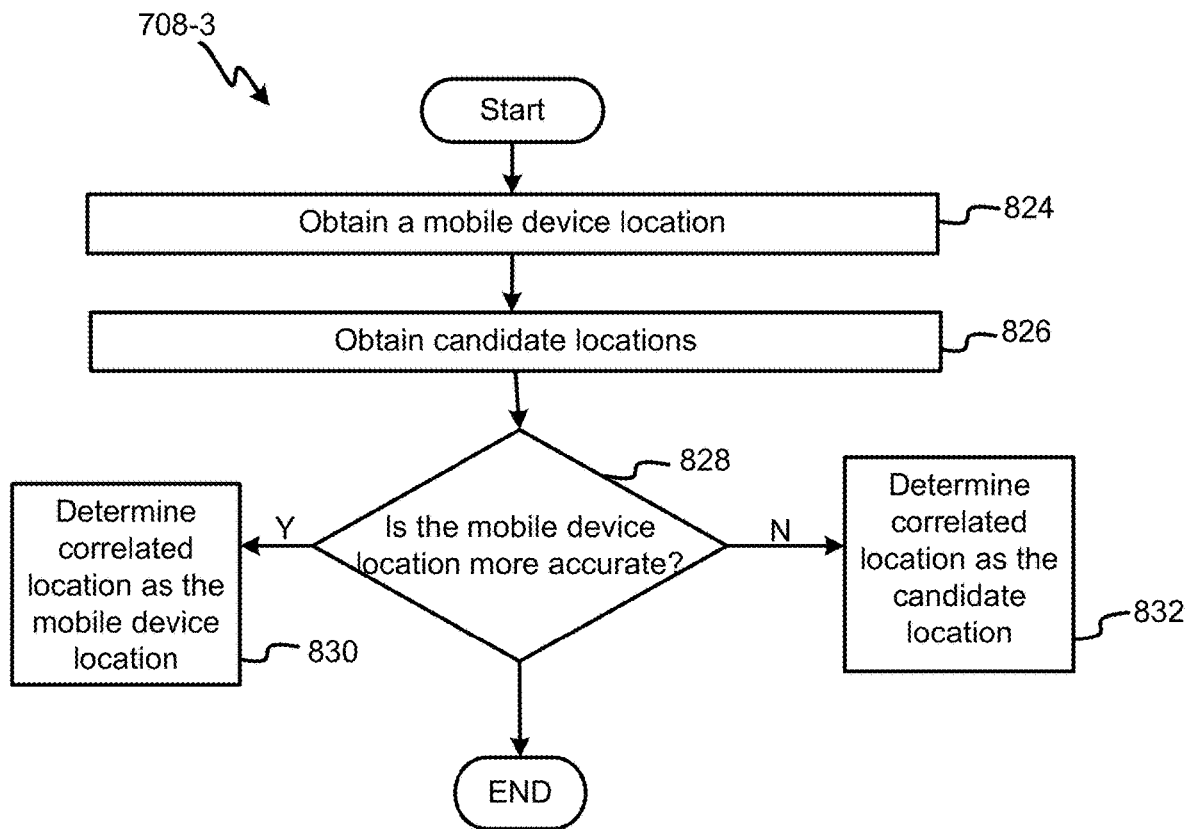 708-3
Start
Obtain a mobile device location
824
Obtain candidate locations
826
828
Is the mobile device
location more accurate?
Y
N
Determine
correlated
location as the
mobile device
location
830
Determine
correlated
location as the
candidate
location
832
END